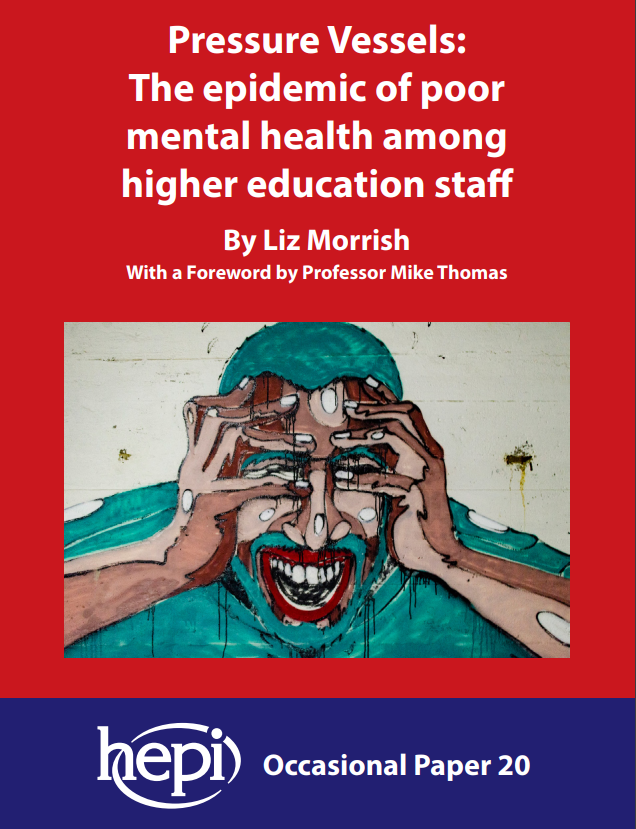 Pressure Vessels:
The epidemic of poor
mental health among
higher education staff
By Liz Morrish
With a Foreword by Professor Mike Thomas
hepi
Occasional Paper 20